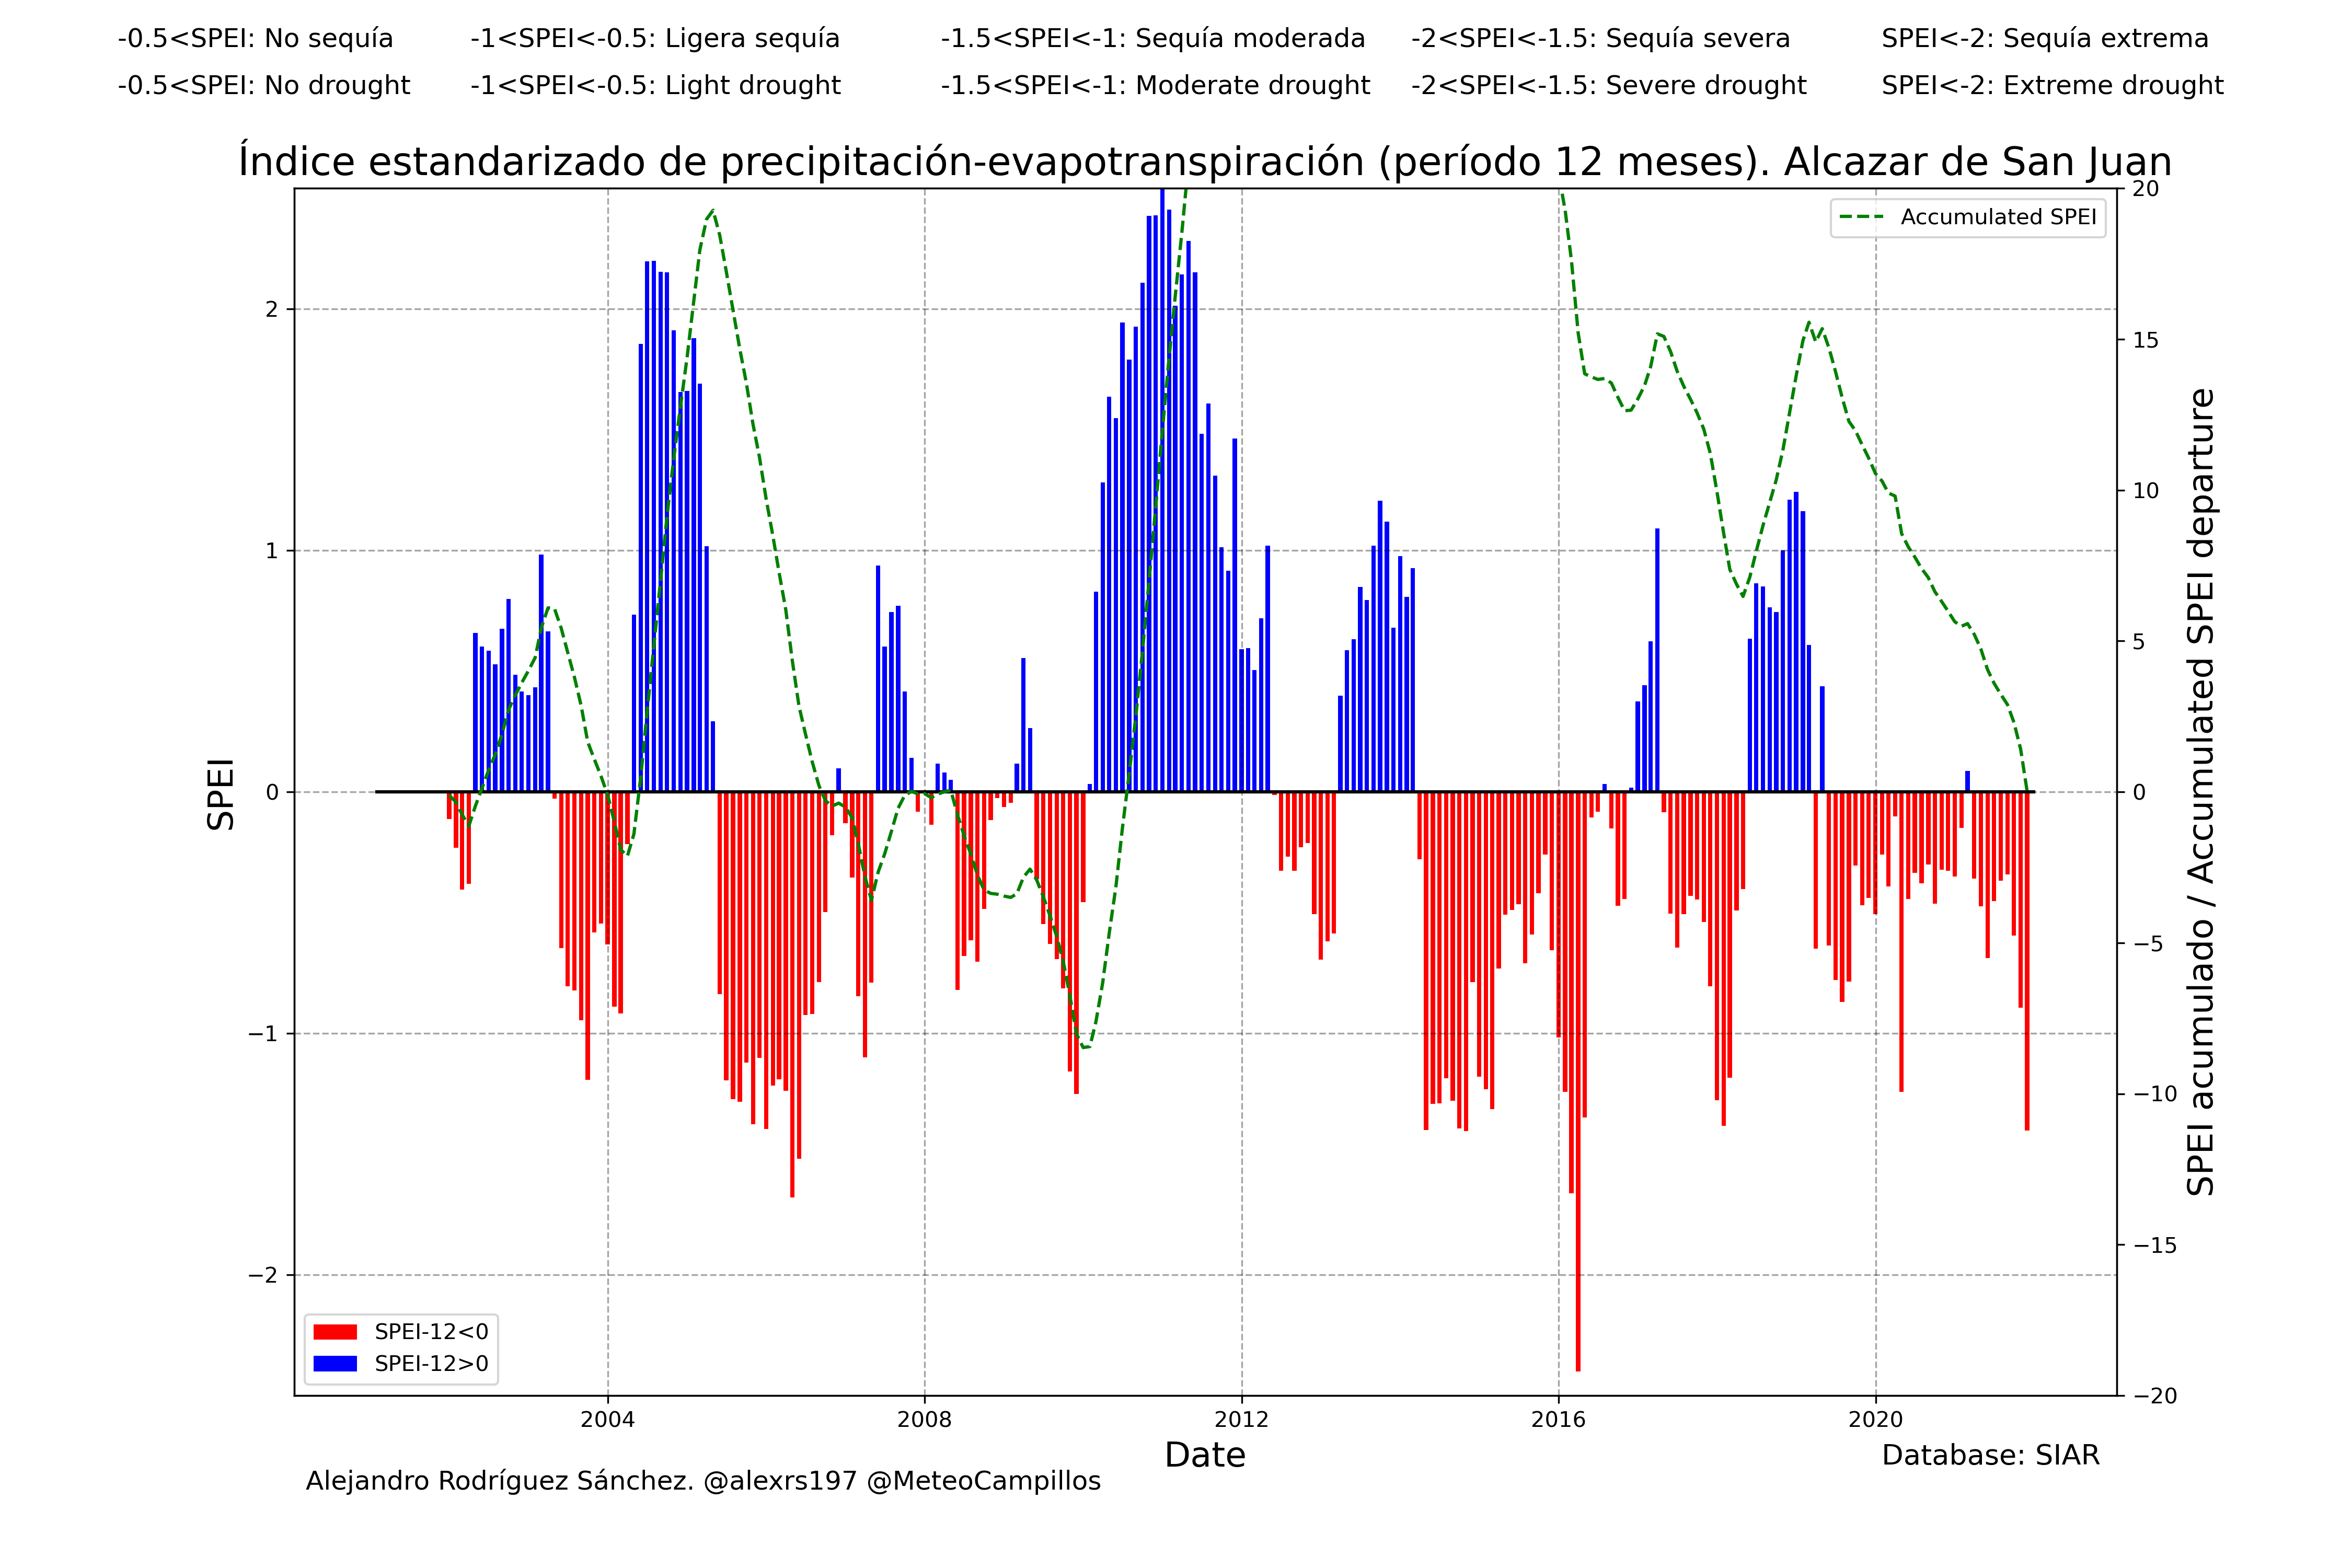 -0.5<SPEI: No sequía -1<SPEI<-0.5: Ligera sequía -1.5<SPEI<-1: Sequía moderada -2<SPEI<-1.5: Sequía severa SPEI<-2: Sequía extrema
-0.5<SPEI: No drought -1<SPEI<-0.5: Light drought -1.5<SPEI<-1: Moderate drought -2<SPEI<-1.5: Severe drought SPEI<-2: Extreme drought
Índice estandarizado de precipitación-evapotranspiración (período 12 meses). Alcazar de San Juan
Accumulated SPEI
SPEI
2
1
0
−1
−2
20
15
10
5
0
−5
−10
−15
−20
SPEI acumulado / Accumulated SPEI departure
SPEI-12<0
SPEI-12>0
2004 2008 2012 2016 2020
Date
Database: SIAR
Alejandro Rodríguez Sánchez. @alexrs197 @MeteoCampillos